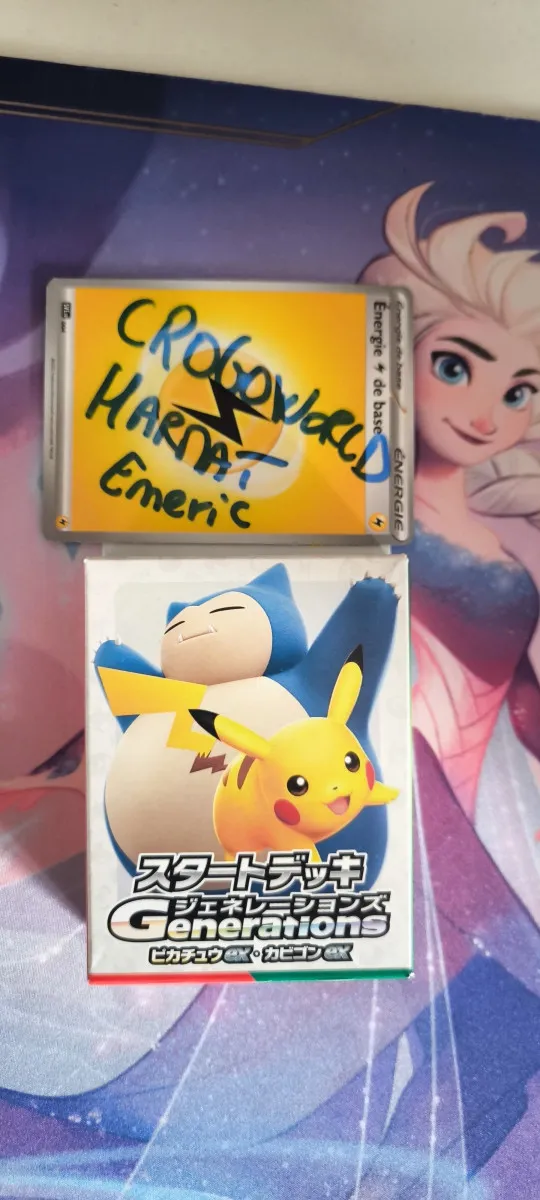 Énergie de base
Énergie de base
ÉNERGIE
CROGOWORLD
HARNAT
Emeric
スタートデッキ
ジェネレーションズ
Generations
ピカチュウex・カビゴンex